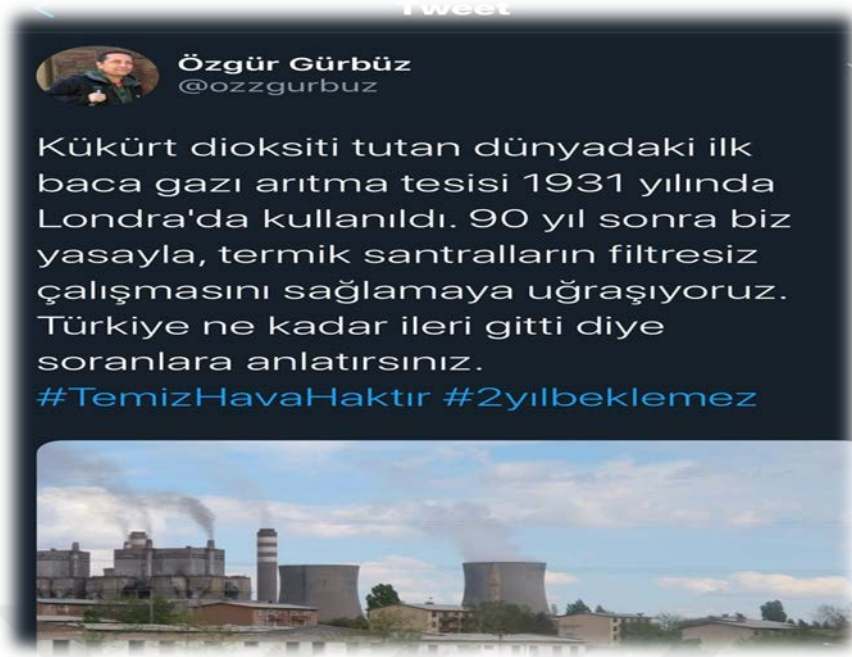 Tweet
Özgür Gürbüz
@ozzgurbuz
Kükürt dioksiti tutan dünyadaki ilk
baca gazı arıtma tesisi 1931 yılında
Londra'da kullanıldı. 90 yıl sonra biz
yasayla, termik santralların filtresiz
çalışmasını sağlamaya uğraşıyoruz.
Türkiye ne kadar ileri gitti diye
soranlara anlatırsınız.
#TemizHavaHaktır #2yılbeklemez